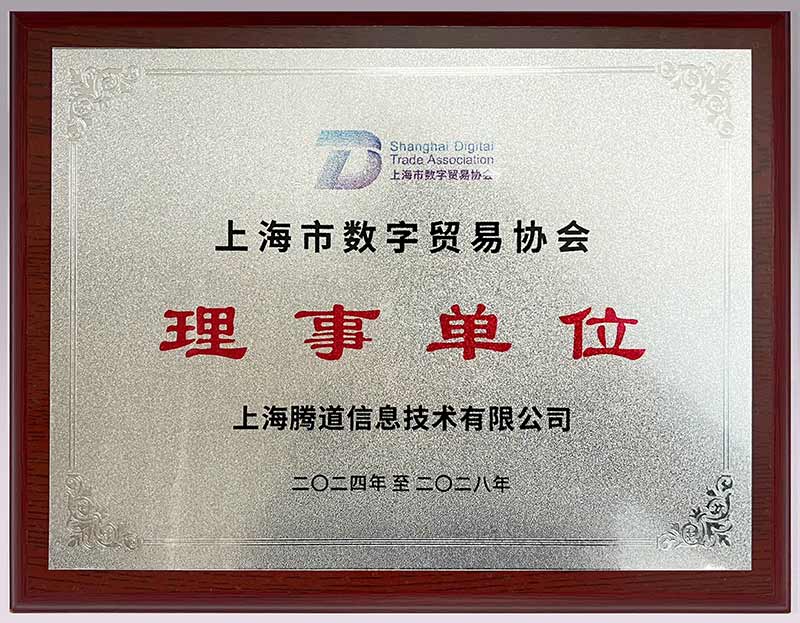 Shanghai Digital
Trade Association
上海市数字贸易协会
上海市数字贸易协会
理事单位
上海腾道信息技术有限公司
二〇二四年至二〇二八年